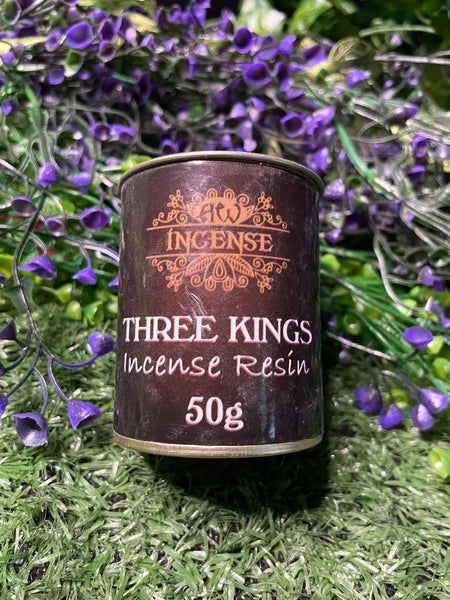 AW
INCENSE
THREE KINGS
Incense Resin
50g